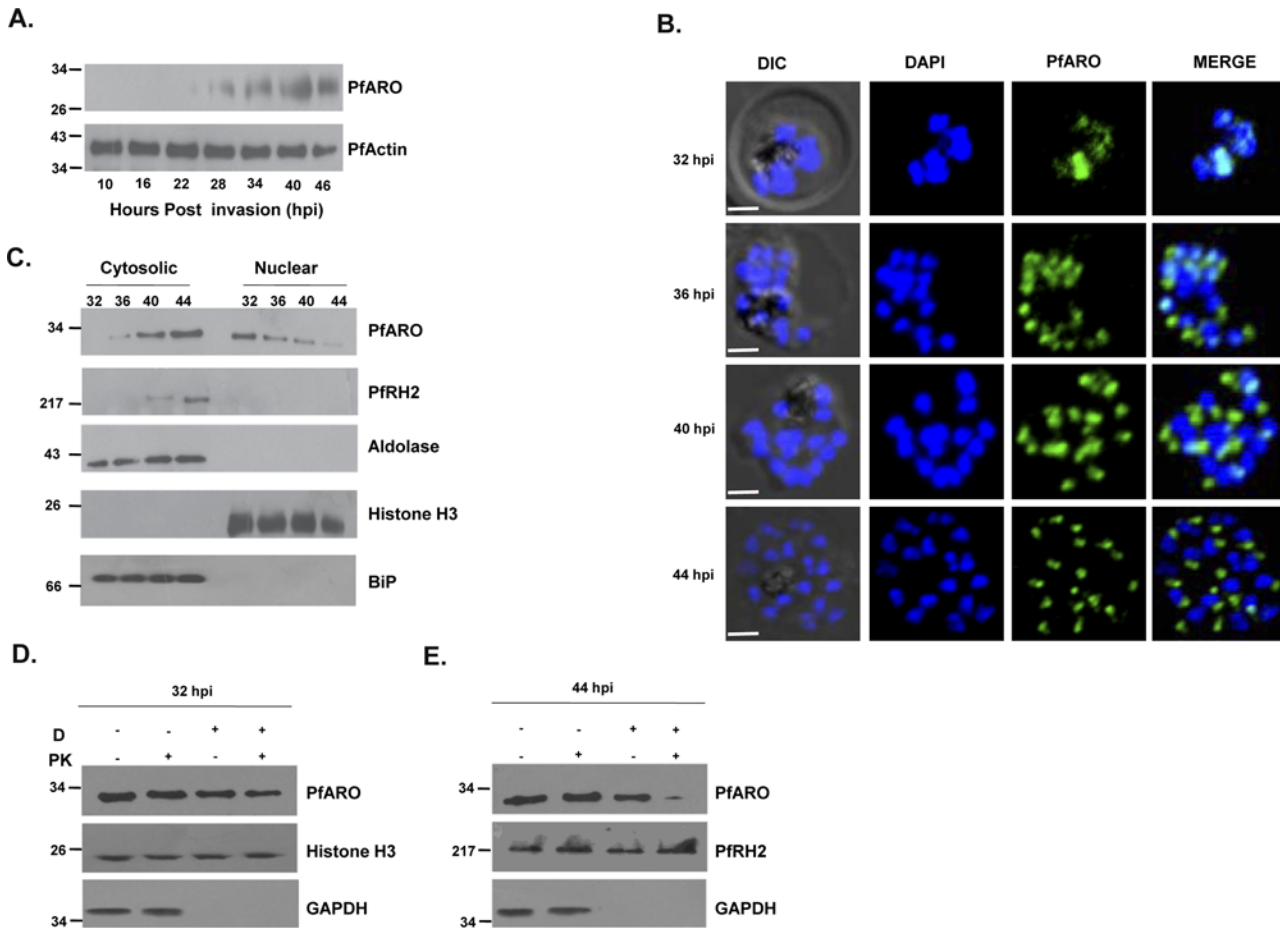 A.
34
26
PfARO
43
34
PfActin
10 16 22 28 34 40 46
Hours Post invasion (hpi)
B.
DIC DAPI PfARO MERGE
32 hpi
36 hpi
40 hpi
44 hpi
C.
Cytosolic Nuclear
32 36 40 44 32 36 40 44
34
PfARO
217
PfRH2
43
Aldolase
26
Histone H3
66
BiP
D.
32 hpi
D - - + +
PK - + - +
34
PfARO
26
Histone H3
34
GAPDH
E.
44 hpi
- - + +
- + - +
34
PfARO
217
PfRH2
34
GAPDH